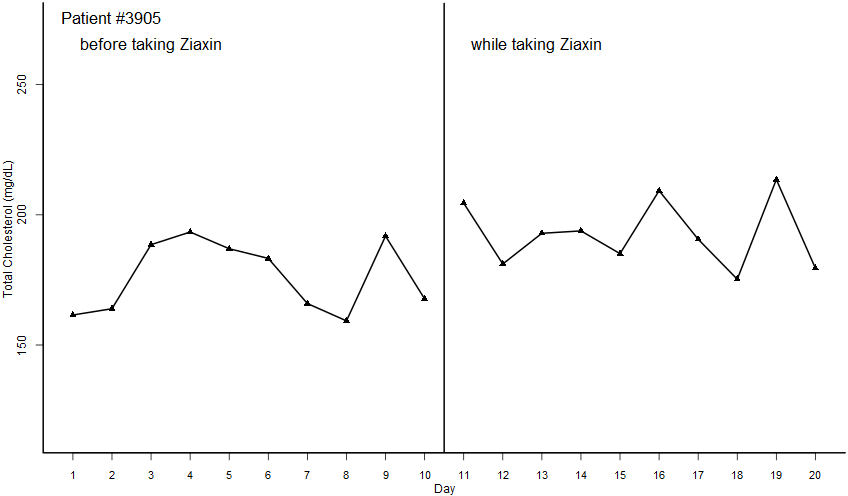 Patient #3905
before taking Ziaxin
while taking Ziaxin
Total Cholesterol (mg/dL)
250
200
150
1 2 3 4 5 6 7 8 9 10 11 12 13 14 15 16 17 18 19 20
Day